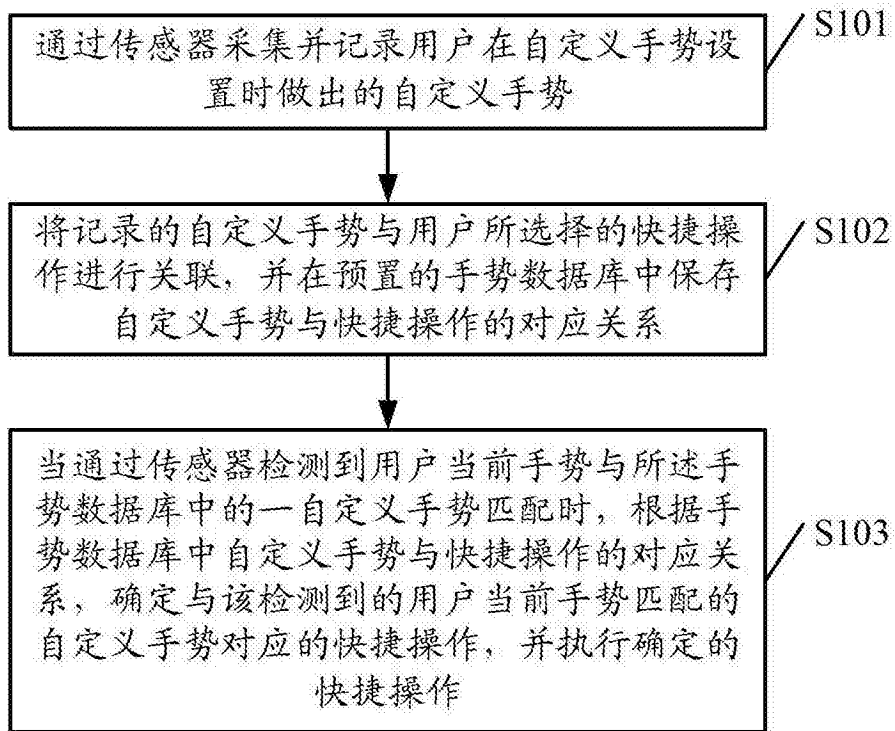 通过传感器采集并记录用户在自定义手势设
置时做出的自定义手势
S101
将记录的自定义手势与用户所选择的快捷操
作进行关联，并在预置的手势数据库中保存
自定义手势与快捷操作的对应关系
S102
当通过传感器检测到用户当前手势与所述手
势数据库中的一自定义手势匹配时，根据手
势数据库中自定义手势与快捷操作的对应关
系，确定与该检测到的用户当前手势匹配的
自定义手势对应的快捷操作，并执行确定的
快捷操作
S103